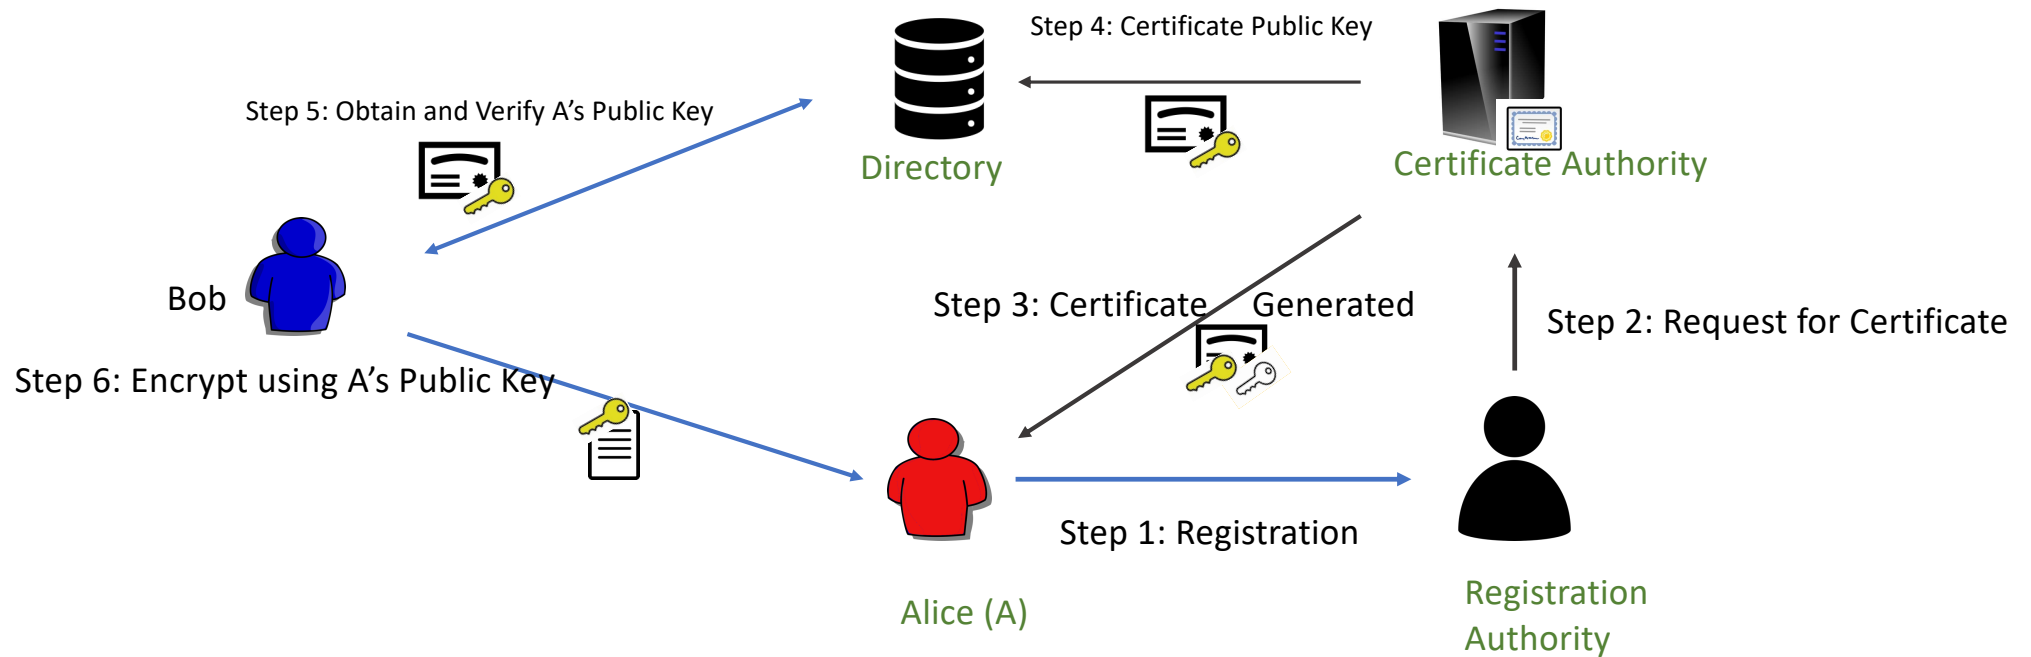 Step 4: Certificate Public Key
Step 5: Obtain and Verify A's Public Key
Directory
Certificate Authority
Bob
Step 3: Certificate Generated
Step 2: Request for Certificate
Step 6: Encrypt using A's Public Key
Step 1: Registration
Alice (A)
Registration
Authority